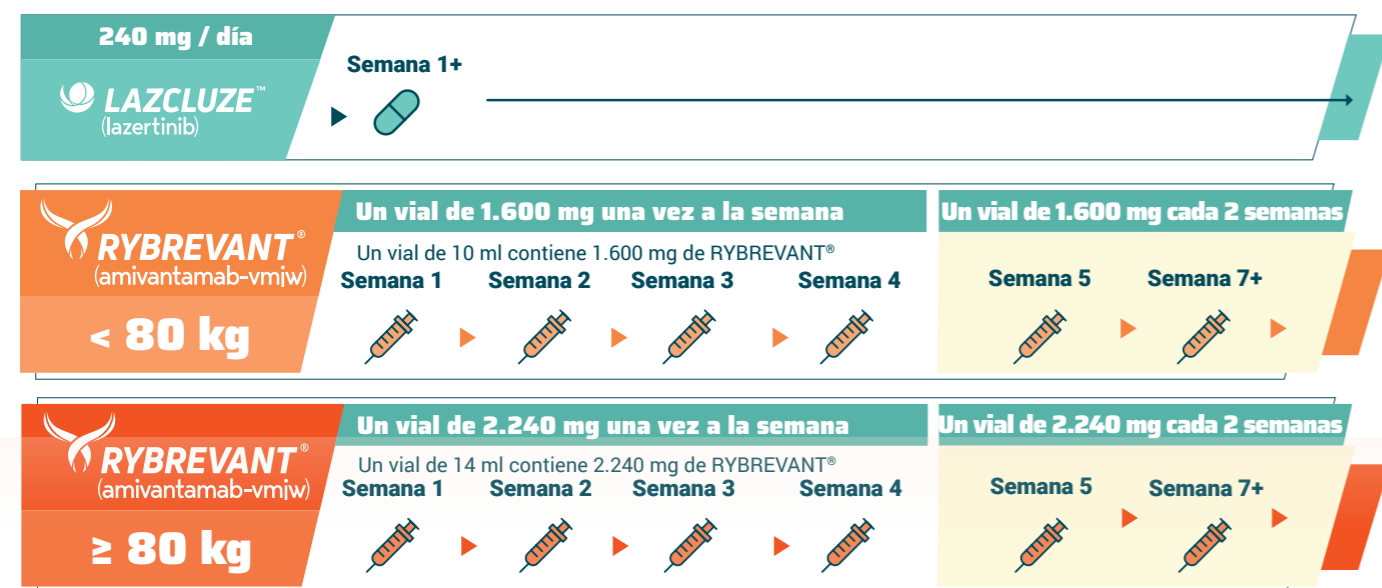 240 mg / día
LAZCLUZE™
(lazertinib)
Semana 1+
RYBREVANT®
(amivantamab-vmjw)
< 80 kg
Un vial de 1.600 mg una vez a la semana
Un vial de 10 ml contiene 1.600 mg de RYBREVANT®
Semana 1 Semana 2 Semana 3 Semana 4
Un vial de 1.600 mg cada 2 semanas
Semana 5 Semana 7+
RYBREVANT®
(amivantamab-vmjw)
≥ 80 kg
Un vial de 2.240 mg una vez a la semana
Un vial de 14 ml contiene 2.240 mg de RYBREVANT®
Semana 1 Semana 2 Semana 3 Semana 4
Un vial de 2.240 mg cada 2 semanas
Semana 5 Semana 7+